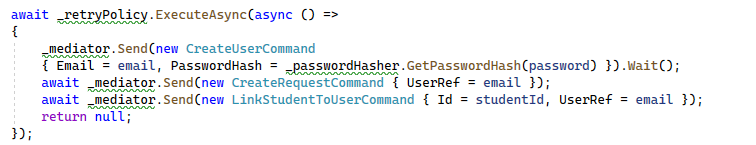 await _retryPolicy.ExecuteAsync(async () =>
{
    _mediator.Send(new CreateUserCommand
    { Email = email, PasswordHash = _passwordHasher.GetPasswordHash(password) }).Wait();
    await _mediator.Send(new CreateRequestCommand { UserRef = email });
    await _mediator.Send(new LinkStudentToUserCommand { Id = studentId, UserRef = email });
    return null;
});